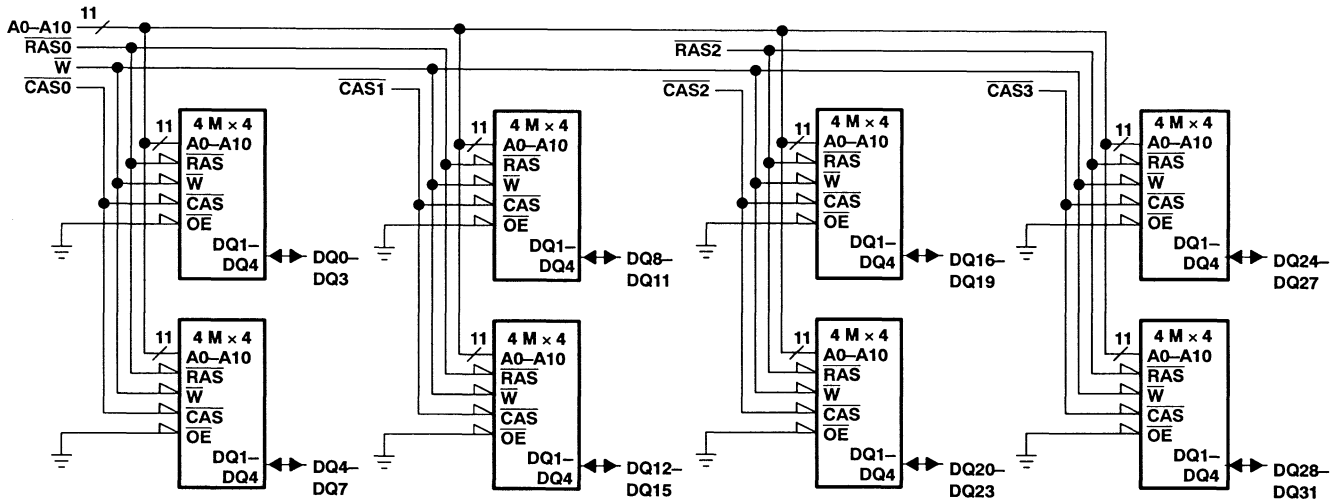 11
A0–A10
RAS0
W
CAS0
CAS1
RAS2
CAS2
CAS3
11
4 M × 4
A0–A10
RAS
W
CAS
OE
DQ1–
DQ4
DQ0–
DQ3
11
4 M × 4
A0–A10
RAS
W
CAS
OE
DQ1–
DQ4
DQ8–
DQ11
11
4 M × 4
A0–A10
RAS
W
CAS
OE
DQ1–
DQ4
DQ16–
DQ19
11
4 M × 4
A0–A10
RAS
W
CAS
OE
DQ1–
DQ4
DQ24–
DQ27
11
4 M × 4
A0–A10
RAS
W
CAS
OE
DQ1–
DQ4
DQ4–
DQ7
11
4 M × 4
A0–A10
RAS
W
CAS
OE
DQ1–
DQ4
DQ12–
DQ15
11
4 M × 4
A0–A10
RAS
W
CAS
OE
DQ1–
DQ4
DQ20–
DQ23
11
4 M × 4
A0–A10
RAS
W
CAS
OE
DQ1–
DQ4
DQ28–
DQ31